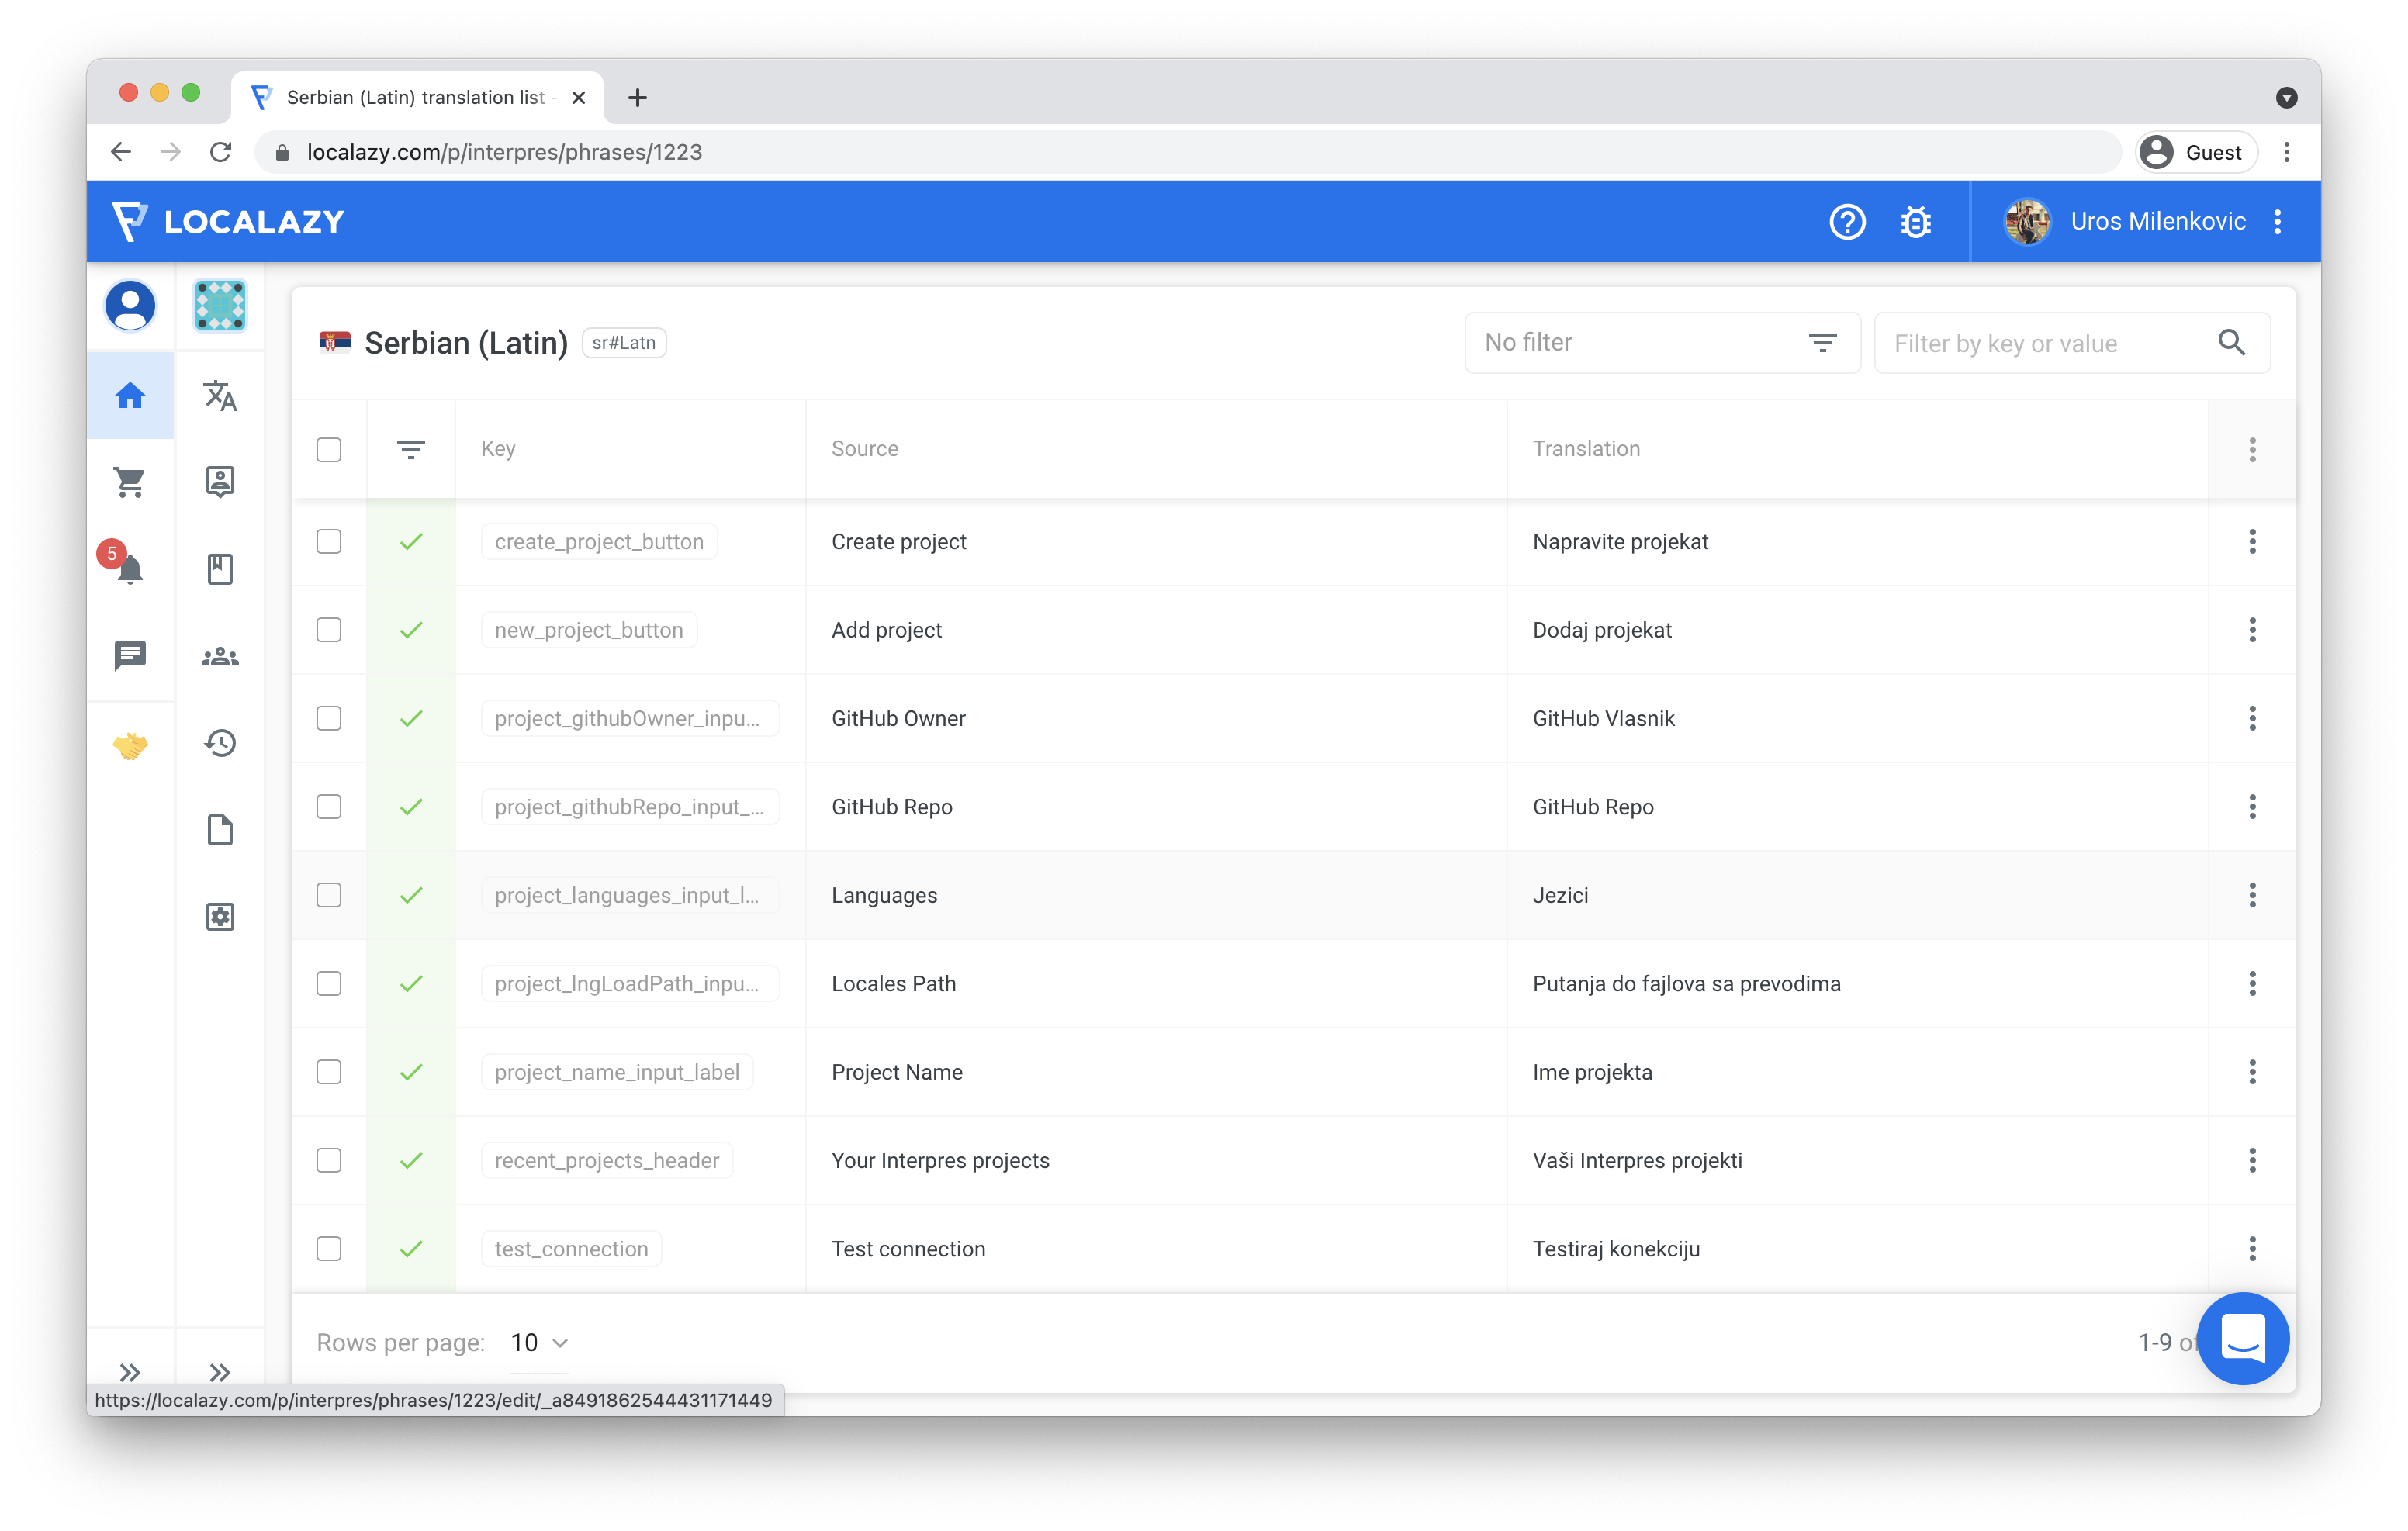 Serbian (Latin) translation list -
localazy.com/p/interpres/phrases/1223
Guest
LOCALAZY
Uros Milenkovic
Serbian (Latin) sr#Latn
No filter
Filter by key or value
Key Source Translation
create_project_button Create project Napravite projekat
new_project_button Add project Dodaj projekat
5
project_githubOwner_inpu... GitHub Owner GitHub Vlasnik
project_githubRepo_input_... GitHub Repo GitHub Repo
project_languages_input_l... Languages Jezici
project_lngLoadPath_inpu... Locales Path Putanja do fajlova sa prevodima
project_name_input_label Project Name Ime projekta
recent_projects_header Your Interpres projects Vaši Interpres projekti
test_connection Test connection Testiraj konekciju
Rows per page: 10
1-9 of
https://localazy.com/p/interpres/phrases/1223/edit/_a8491862544431171449